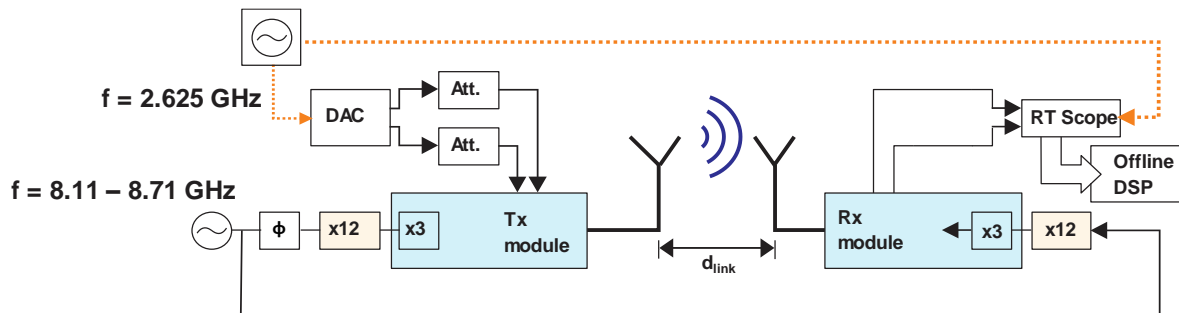 f = 2.625 GHz
DAC
Att.
Att.
RT Scope
Offline
DSP
f = 8.11 – 8.71 GHz
ϕ
x12
x3
Tx
module
d_link
Rx
module
x3
x12